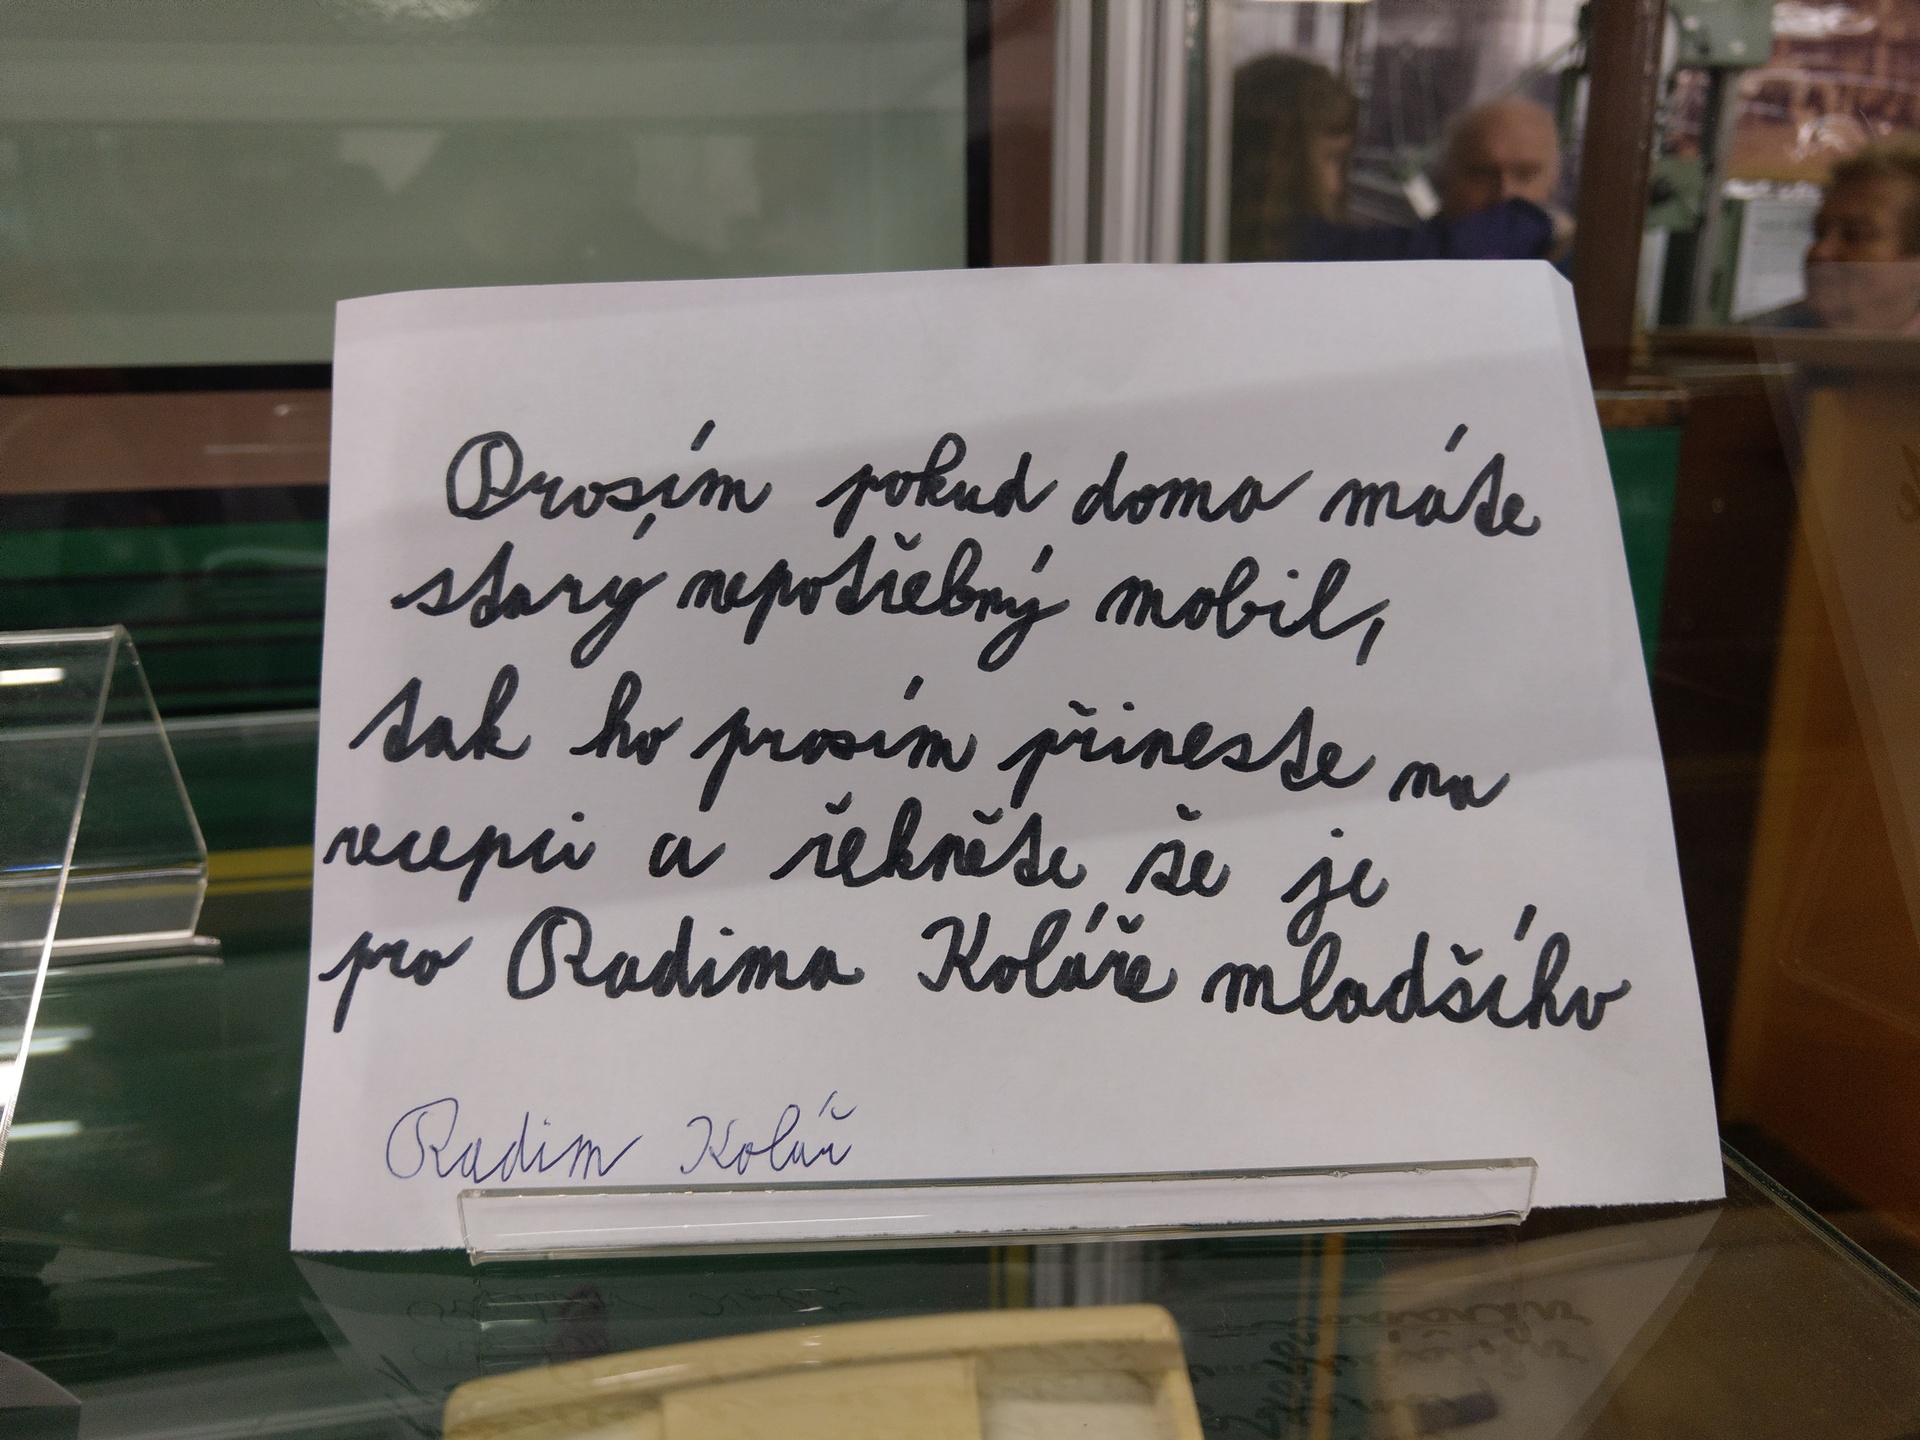 Prosím pokud doma máte
starý nepotřebný mobil,
tak ho prosím přineste na
recepci a řekněte še je
pro Radima Koláře mladšího
Radim Kolář